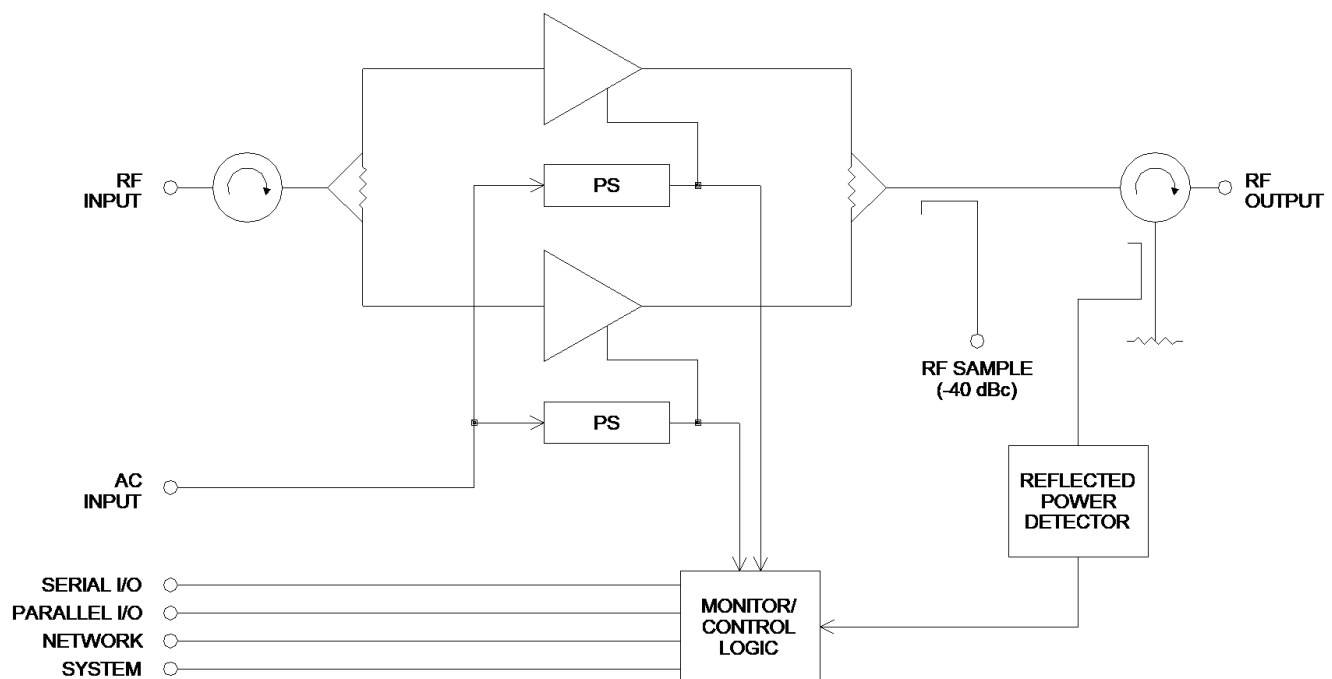 RF
INPUT
PS
RF
OUTPUT
RF SAMPLE
(-40 dBc)
PS
AC
INPUT
REFLECTED
POWER
DETECTOR
SERIAL I/O
PARALLEL I/O
NETWORK
SYSTEM
MONITOR/
CONTROL
LOGIC